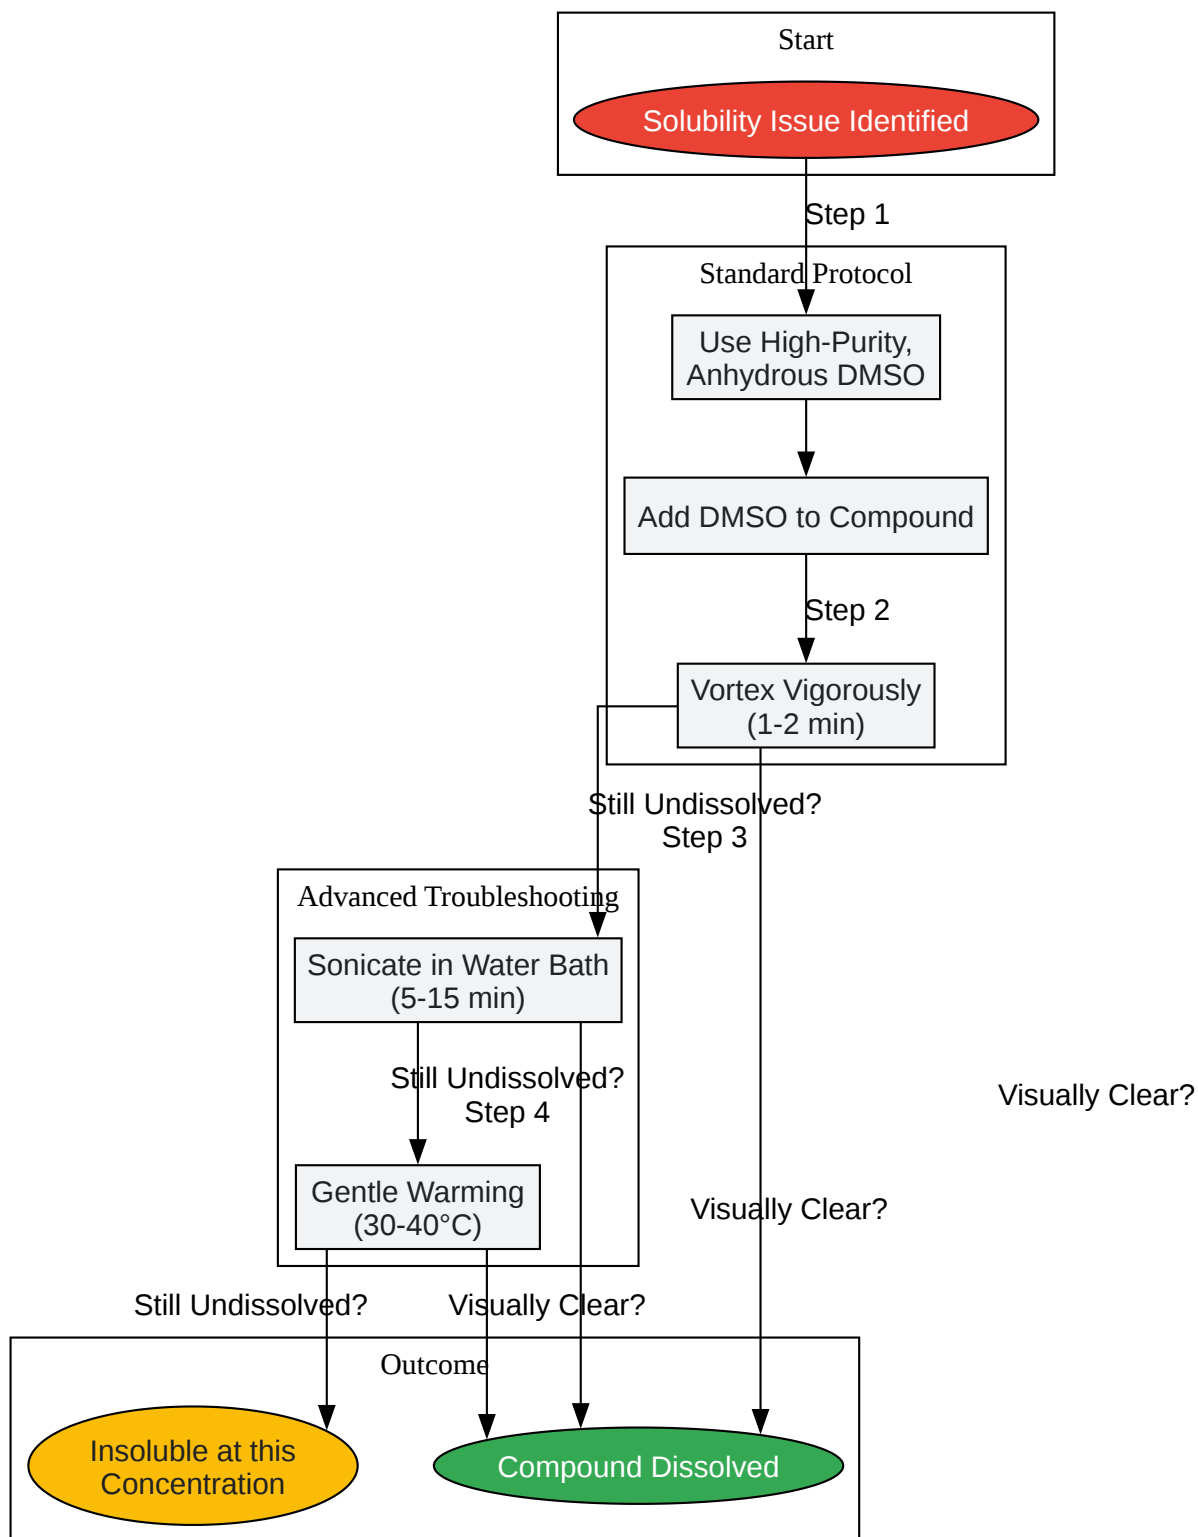 Start
Solubility Issue Identified
Step 1
Standard Protocol
Use High-Purity,
Anhydrous DMSO
Add DMSO to Compound
Step 2
Vortex Vigorously
(1-2 min)
Still Undissolved?
Step 3
Advanced Troubleshooting
Sonicate in Water Bath
(5-15 min)
Still Undissolved?
Step 4
Visually Clear?
Gentle Warming
(30-40°C)
Visually Clear?
Still Undissolved?
Visually Clear?
Outcome
Insoluble at this
Concentration
Compound Dissolved